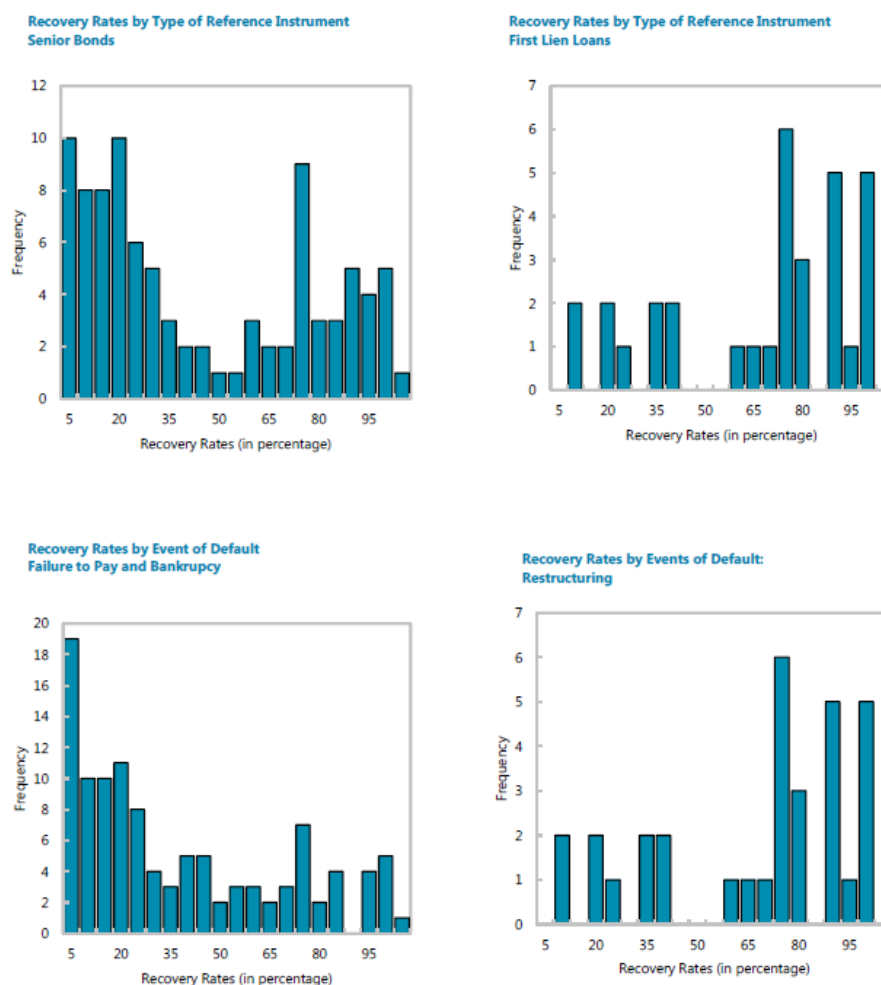 Recovery Rates by Type of Reference Instrument
Senior Bonds
12
10
8
6
4
2
0
Frequency
5 20 35 50 65 80 95
Recovery Rates (in percentage)
Recovery Rates by Type of Reference Instrument
First Lien Loans
7
6
5
4
3
2
1
0
Frequency
5 20 35 50 65 80 95
Recovery Rates (in percentage)
Recovery Rates by Event of Default
Failure to Pay and Bankrupcy
20
18
16
14
12
10
8
6
4
2
0
Frequency
5 20 35 50 65 80 95
Recovery Rates (in percentage)
Recovery Rates by Events of Default:
Restructuring
7
6
5
4
3
2
1
0
Frequency
5 20 35 50 65 80 95
Recovery Rates (in percentage)